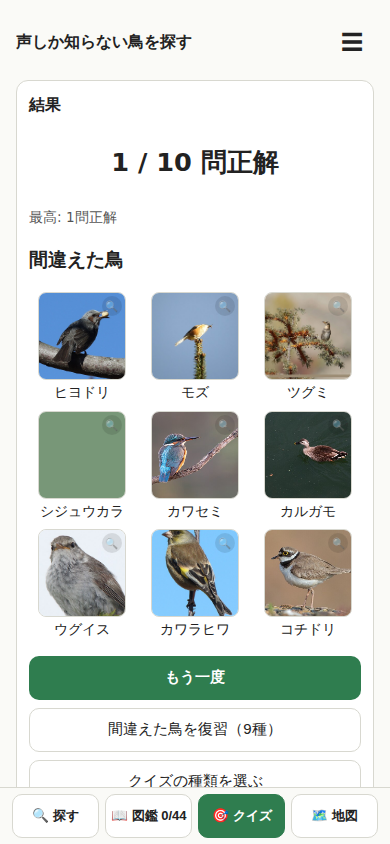 声しか知らない鳥を探す
☰
結果
1 / 10 問正解
最高: 1問正解
間違えた鳥
ヒヨドリ
モズ
ツグミ
シジュウカラ
カワセミ
カルガモ
ウグイス
カワラヒワ
コチドリ
もう一度
間違えた鳥を復習（9種）
クイズの種類を選ぶ
🔍 探す
📖 図鑑 0/44
🎯 クイズ
🗺️ 地図